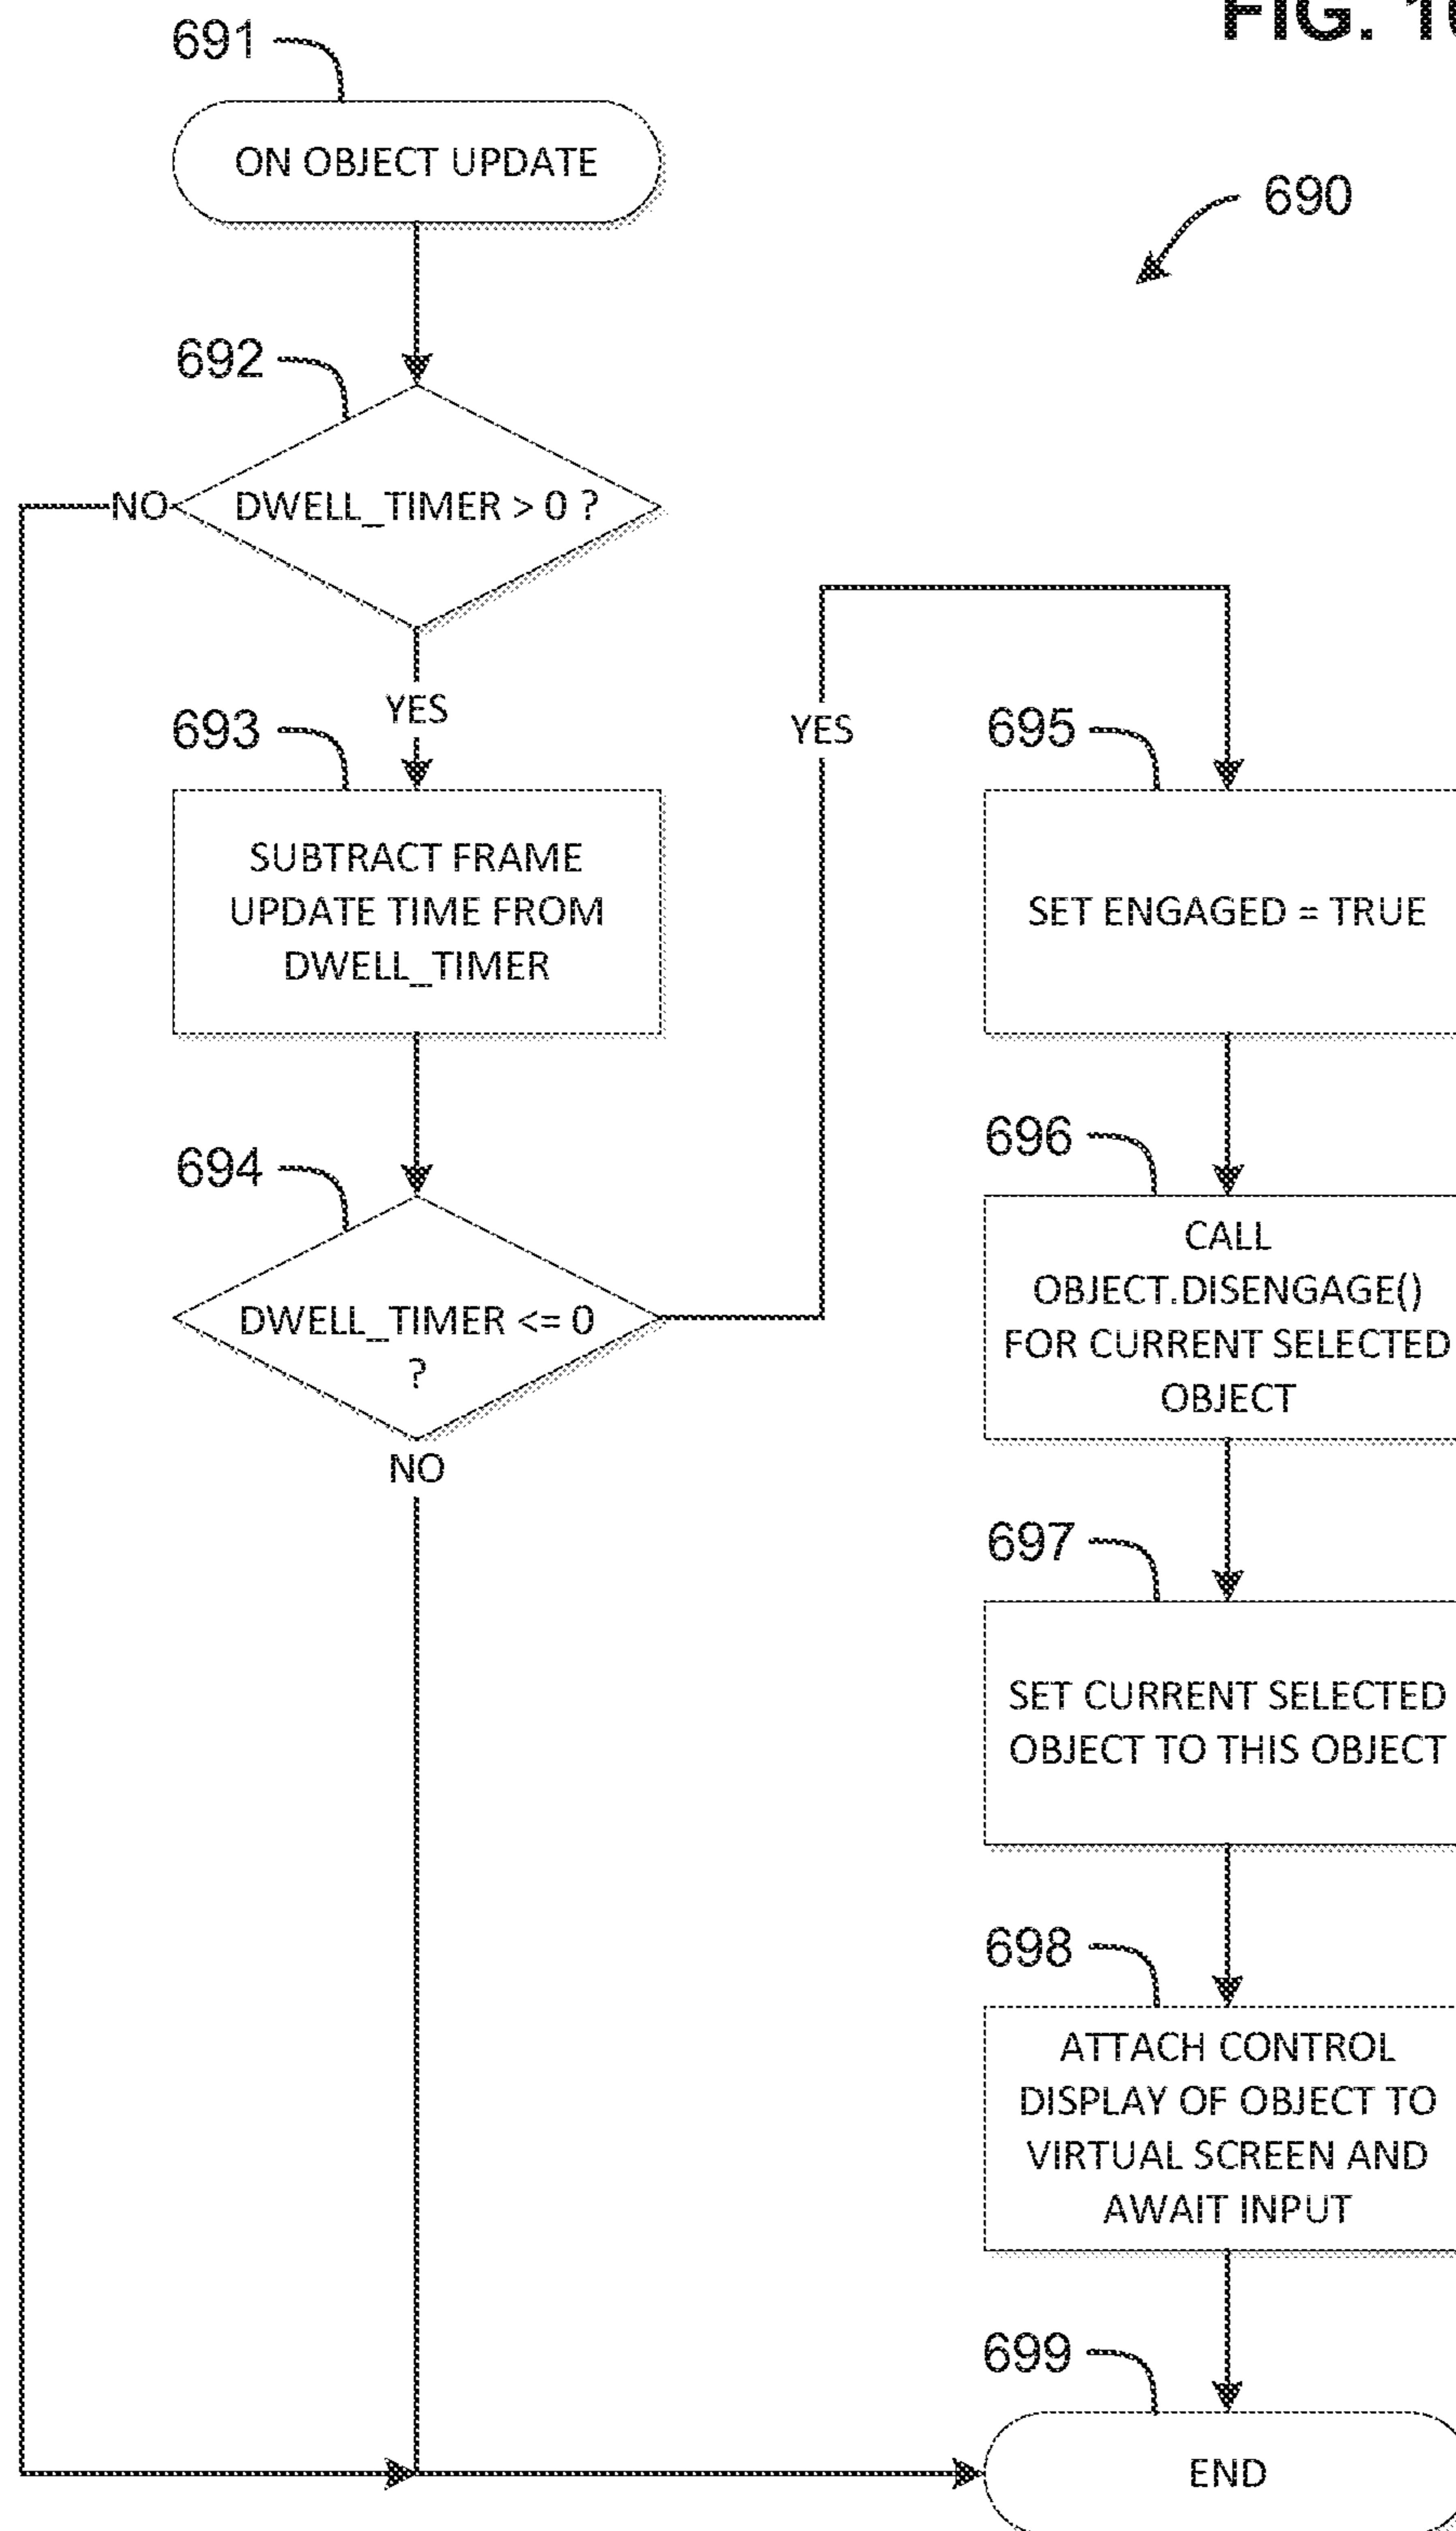 FIG. 10
691
ON OBJECT UPDATE
690
692
NO
DWELL_TIMER > 0 ?
YES
693
SUBTRACT FRAME
UPDATE TIME FROM
DWELL_TIMER
694
DWELL_TIMER <= 0
?
NO
YES
695
SET ENGAGED = TRUE
696
CALL
OBJECT.DISENGAGE()
FOR CURRENT SELECTED
OBJECT
697
SET CURRENT SELECTED
OBJECT TO THIS OBJECT
698
ATTACH CONTROL
DISPLAY OF OBJECT TO
VIRTUAL SCREEN AND
AWAIT INPUT
699
END